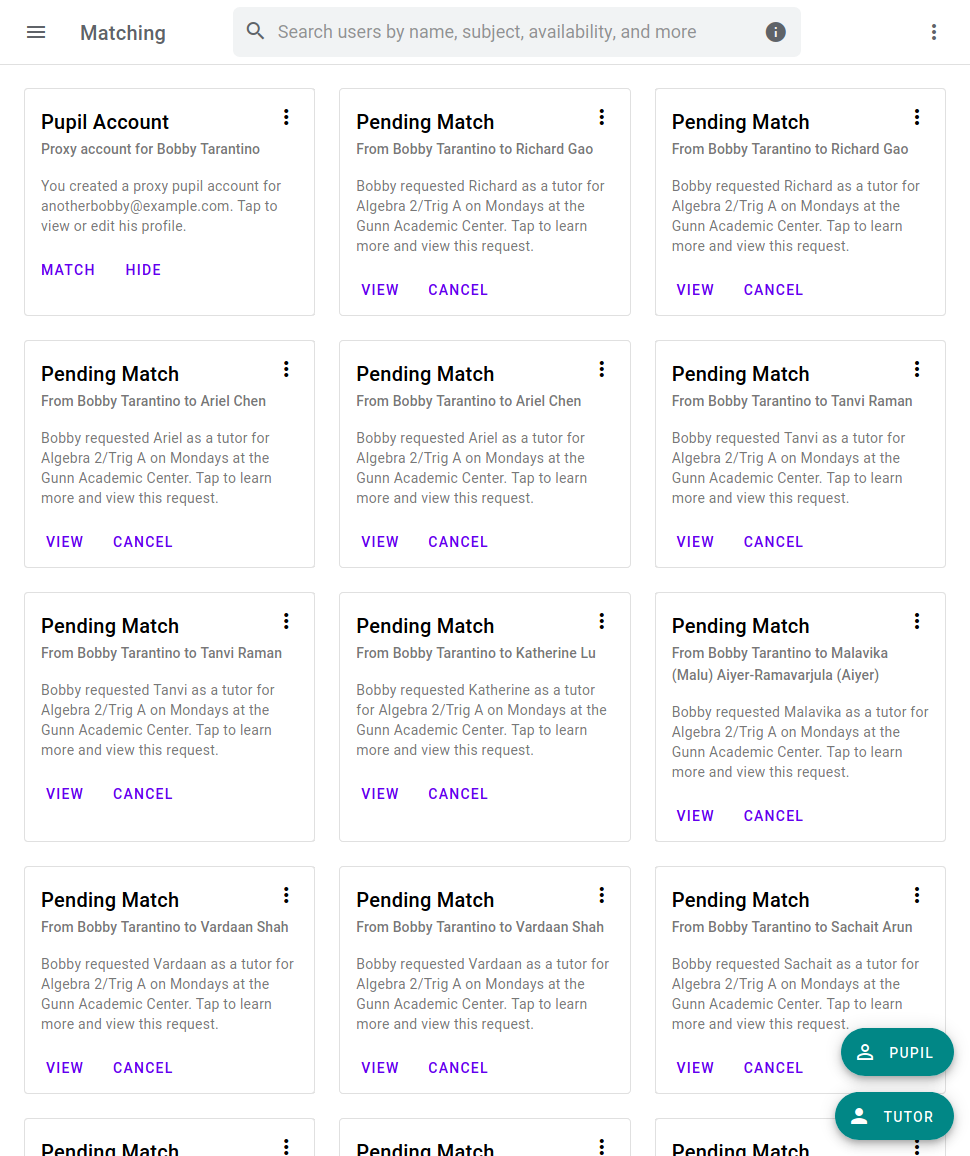 Matching
Search users by name, subject, availability, and more
Pupil Account
Proxy account for Bobby Tarantino
You created a proxy pupil account for
anotherbobby@example.com. Tap to
view or edit his profile.
MATCH HIDE
Pending Match
From Bobby Tarantino to Richard Gao
Bobby requested Richard as a tutor for
Algebra 2/Trig A on Mondays at the
Gunn Academic Center. Tap to learn
more and view this request.
VIEW CANCEL
Pending Match
From Bobby Tarantino to Richard Gao
Bobby requested Richard as a tutor for
Algebra 2/Trig A on Mondays at the
Gunn Academic Center. Tap to learn
more and view this request.
VIEW CANCEL
Pending Match
From Bobby Tarantino to Ariel Chen
Bobby requested Ariel as a tutor for
Algebra 2/Trig A on Mondays at the
Gunn Academic Center. Tap to learn
more and view this request.
VIEW CANCEL
Pending Match
From Bobby Tarantino to Ariel Chen
Bobby requested Ariel as a tutor for
Algebra 2/Trig A on Mondays at the
Gunn Academic Center. Tap to learn
more and view this request.
VIEW CANCEL
Pending Match
From Bobby Tarantino to Tanvi Raman
Bobby requested Tanvi as a tutor for
Algebra 2/Trig A on Mondays at the
Gunn Academic Center. Tap to learn
more and view this request.
VIEW CANCEL
Pending Match
From Bobby Tarantino to Tanvi Raman
Bobby requested Tanvi as a tutor for
Algebra 2/Trig A on Mondays at the
Gunn Academic Center. Tap to learn
more and view this request.
VIEW CANCEL
Pending Match
From Bobby Tarantino to Katherine Lu
Bobby requested Katherine as a tutor
for Algebra 2/Trig A on Mondays at the
Gunn Academic Center. Tap to learn
more and view this request.
VIEW CANCEL
Pending Match
From Bobby Tarantino to Malavika
(Malu) Aiyer-Ramavarjula (Aiyer)
Bobby requested Malavika as a tutor for
Algebra 2/Trig A on Mondays at the
Gunn Academic Center. Tap to learn
more and view this request.
VIEW CANCEL
Pending Match
From Bobby Tarantino to Vardaan Shah
Bobby requested Vardaan as a tutor for
Algebra 2/Trig A on Mondays at the
Gunn Academic Center. Tap to learn
more and view this request.
VIEW CANCEL
Pending Match
From Bobby Tarantino to Vardaan Shah
Bobby requested Vardaan as a tutor for
Algebra 2/Trig A on Mondays at the
Gunn Academic Center. Tap to learn
more and view this request.
VIEW CANCEL
Pending Match
From Bobby Tarantino to Sachait Arun
Bobby requested Sachait as a tutor for
Algebra 2/Trig A on Mondays at the
Gunn Academic Center. Tap to learn
more and view this request.
VIEW CANCEL
PUPIL
TUTOR
Pending Match
Pending Match
Pending Match